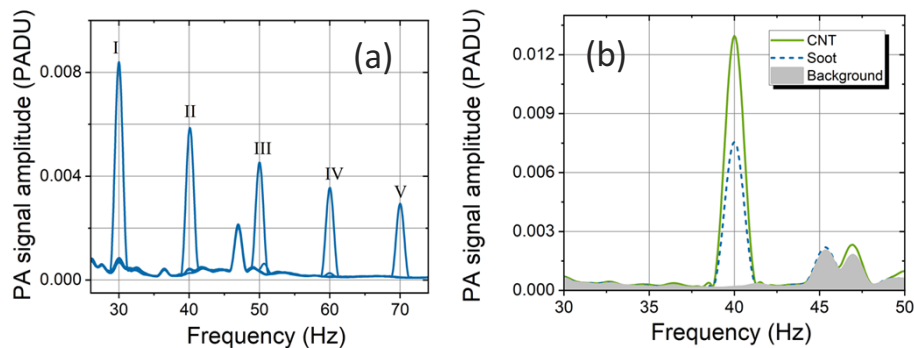 PA signal amplitude (PADU)
0.008
0.004
0.000
I
II
III
IV
V
(a)
30 40 50 60 70
Frequency (Hz)
PA signal amplitude (PADU)
0.012
0.009
0.006
0.003
0.000
(b)
CNT
Soot
Background
30 35 40 45 50
Frequency (Hz)